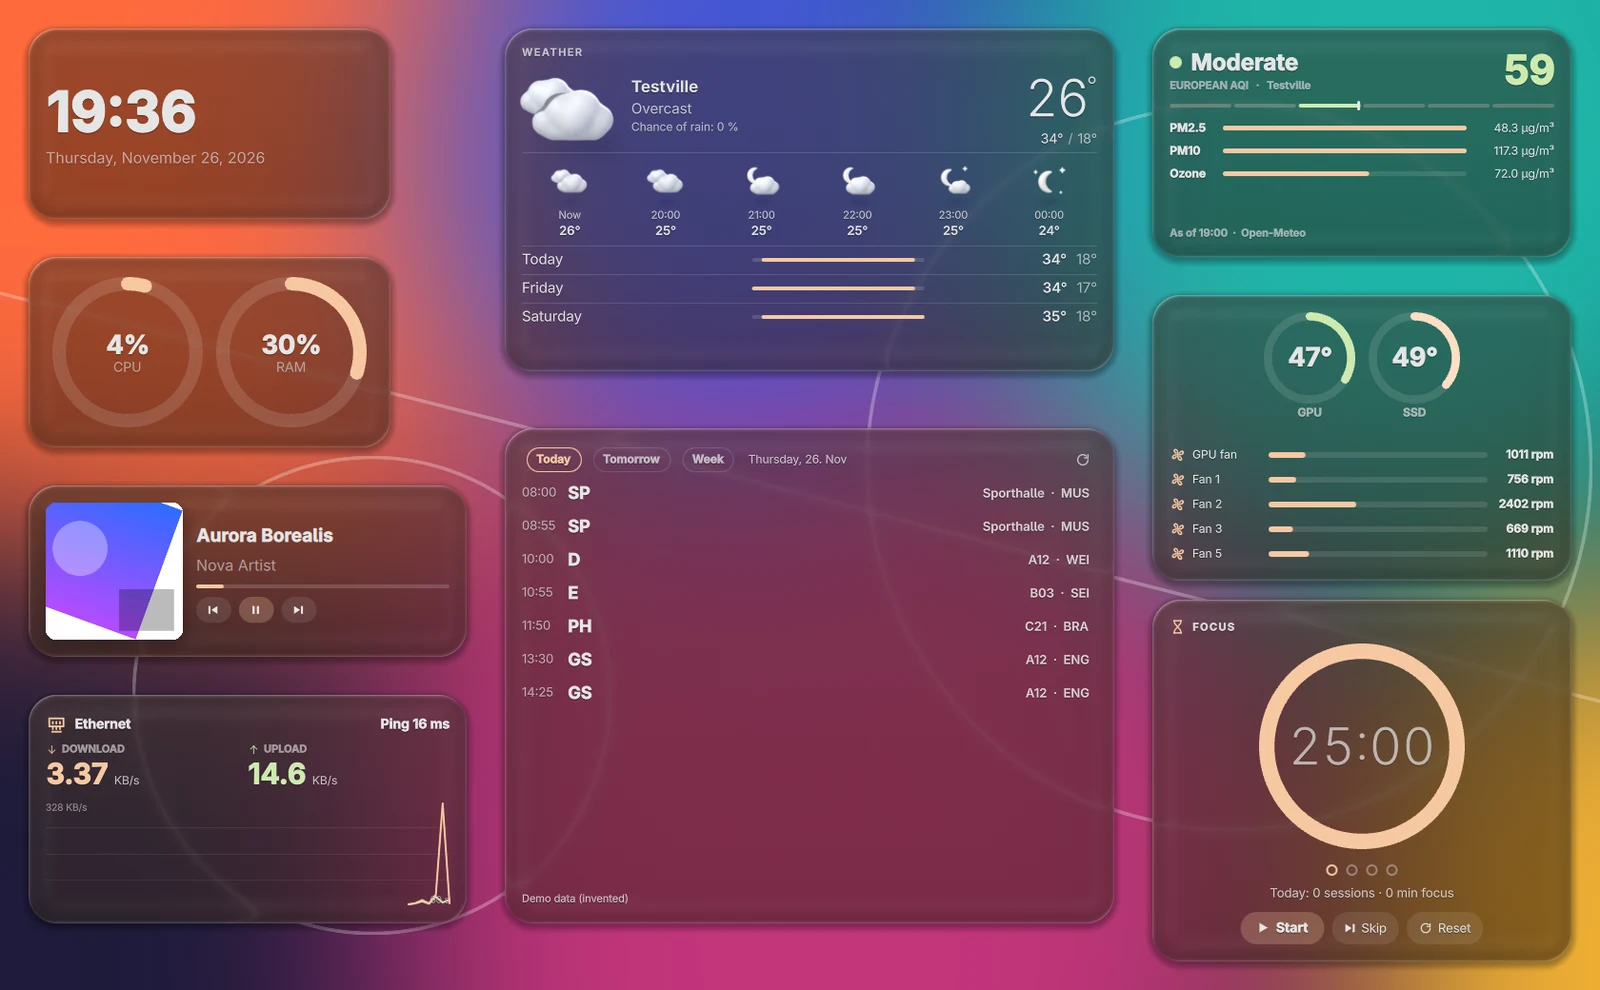 19:36
Thursday, November 26, 2026
4%
CPU
30%
RAM
Aurora Borealis
Nova Artist
Ethernet
Ping 16 ms
↓ DOWNLOAD
↑ UPLOAD
3.37 KB/s
14.6 KB/s
328 KB/s
WEATHER
Testville
Overcast
Chance of rain: 0 %
26°
34° / 18°
Now 20:00 21:00 22:00 23:00 00:00
26° 25° 25° 25° 25° 24°
Today 34° 18°
Friday 34° 17°
Saturday 35° 18°
Today Tomorrow Week Thursday, 26. Nov
08:00 SP Sporthalle · MUS
08:55 SP Sporthalle · MUS
10:00 D A12 · WEI
10:55 E B03 · SEI
11:50 PH C21 · BRA
13:30 GS A12 · ENG
14:25 GS A12 · ENG
Demo data (invented)
Moderate
59
EUROPEAN AQI · Testville
PM2.5 48.3 µg/m³
PM10 117.3 µg/m³
Ozone 72.0 µg/m³
As of 19:00 · Open-Meteo
47°
GPU
49°
SSD
GPU fan 1011 rpm
Fan 1 756 rpm
Fan 2 2402 rpm
Fan 3 669 rpm
Fan 5 1110 rpm
FOCUS
25:00
Today: 0 sessions · 0 min focus
Start Skip Reset